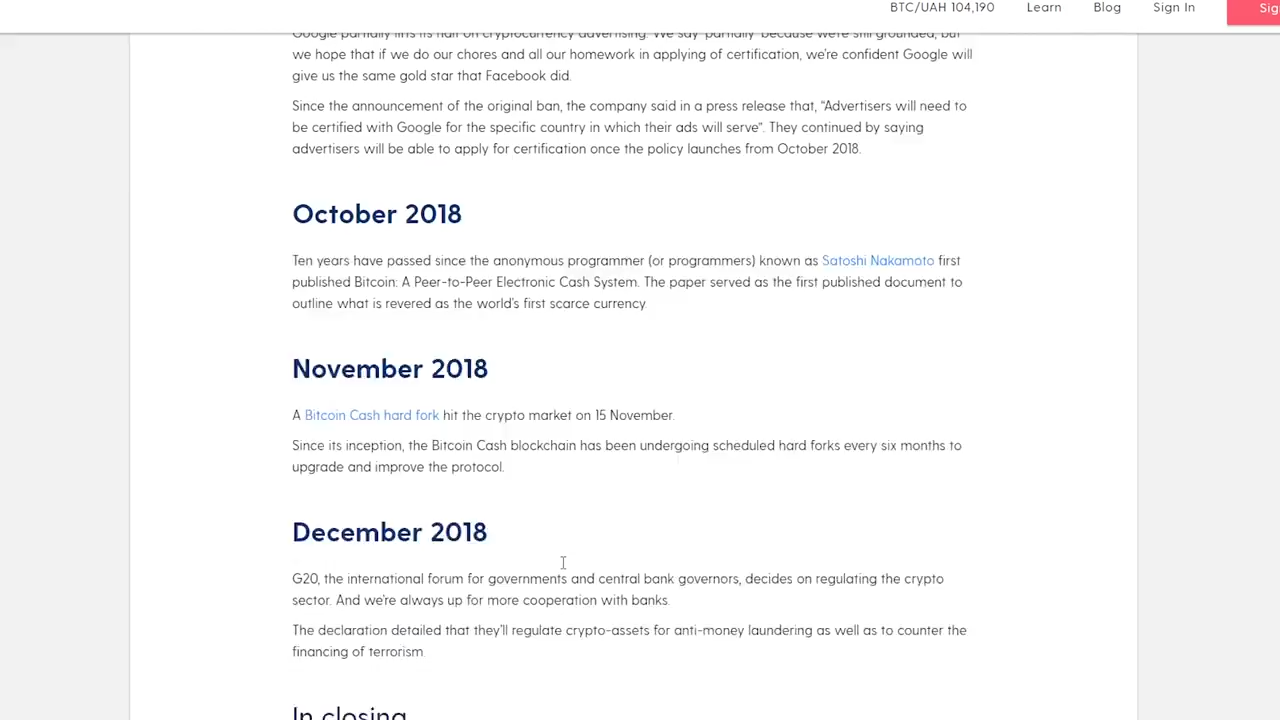 BTC/UAH 104,190 Learn Blog Sign In Sig
Google partially lifts its halt on cryptocurrency advertising. We say 'partially' because we're still grounded, but
we hope that if we do our chores and all our homework in applying of certification, we're confident Google will
give us the same gold star that Facebook did.
Since the announcement of the original ban, the company said in a press release that, "Advertisers will need to
be certified with Google for the specific country in which their ads will serve". They continued by saying
advertisers will be able to apply for certification once the policy launches from October 2018.
October 2018
Ten years have passed since the anonymous programmer (or programmers) known as Satoshi Nakamoto first
published Bitcoin: A Peer-to-Peer Electronic Cash System. The paper served as the first published document to
outline what is revered as the world's first scarce currency.
November 2018
A Bitcoin Cash hard fork hit the crypto market on 15 November.
Since its inception, the Bitcoin Cash blockchain has been undergoing scheduled hard forks every six months to
upgrade and improve the protocol.
December 2018
G20, the international forum for governments and central bank governors, decides on regulating the crypto
sector. And we're always up for more cooperation with banks.
The declaration detailed that they'll regulate crypto-assets for anti-money laundering as well as to counter the
financing of terrorism.
In closing